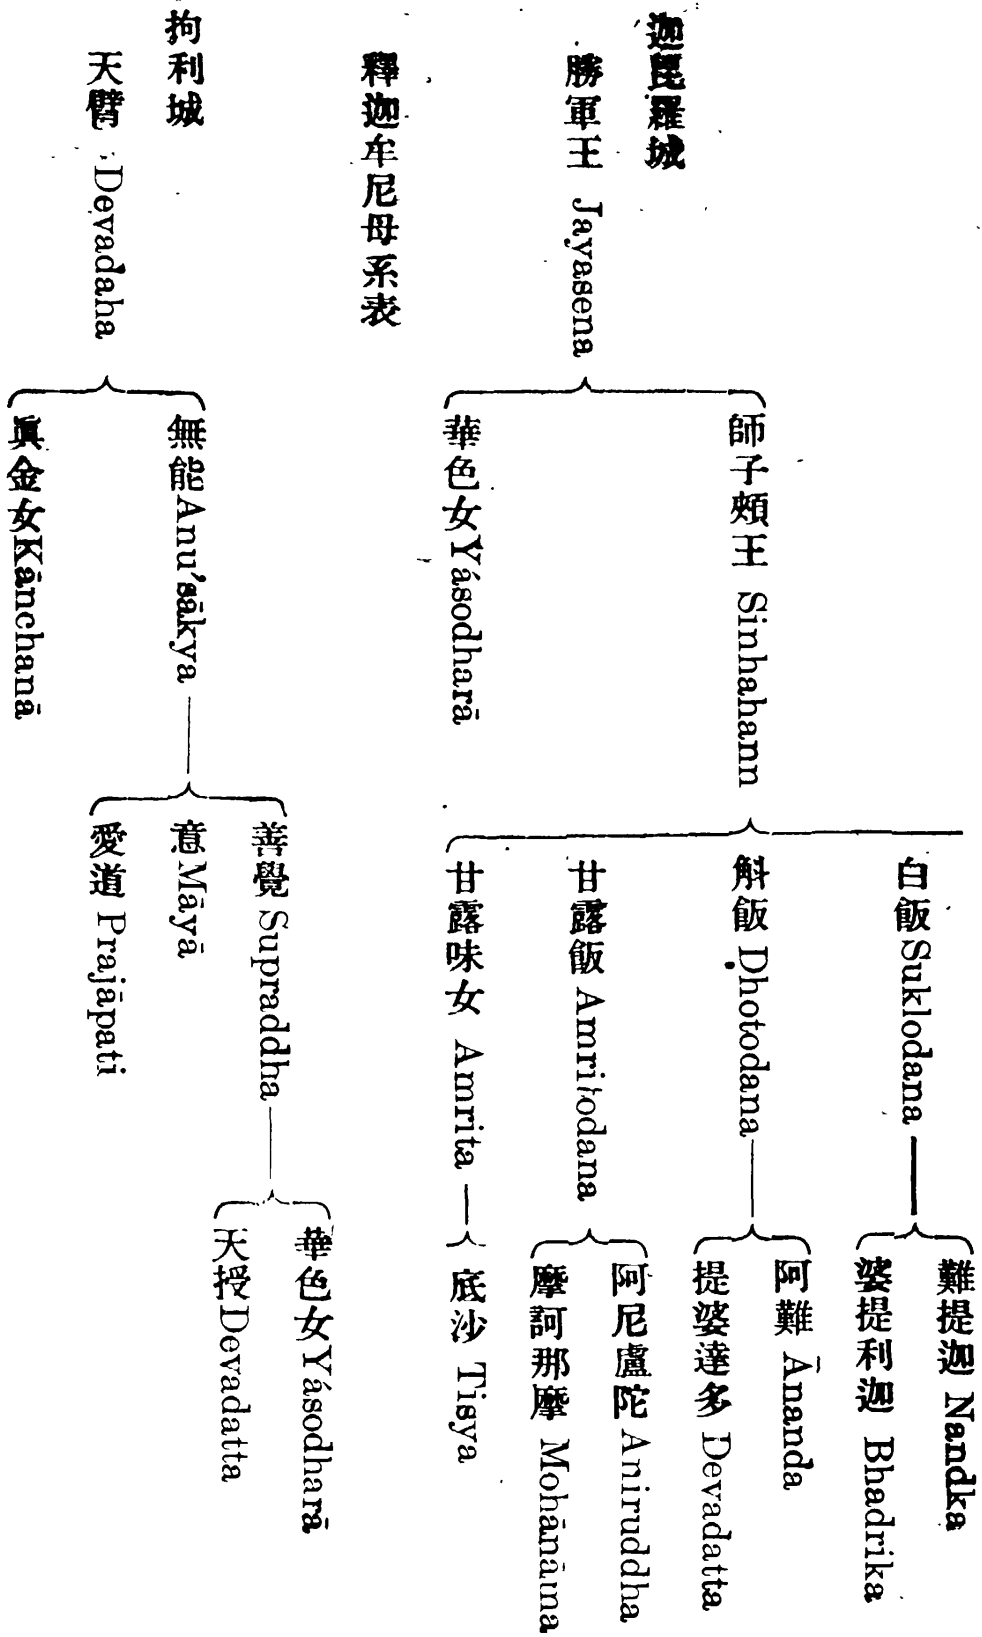 迦毘羅城
勝軍王 Jayasena
師子頰王 Sinhahann
華色女 Yásodharā
白飯 Suklodana
斛飯 Dhotodana
甘露飯 Amritodana
甘露味女 Amrita
難提迦 Nandka
婆提利迦 Bhadrika
阿難 Ānanda
提婆達多 Devadatta
阿尼盧陀 Aniruddha
摩訶那摩 Mohānāma
底沙 Tisya
釋迦牟尼母系表
拘利城
天臂 Devadaha
無能 Anu'sākya
眞金女 Kānchanā
善覺 Supraddha
意 Māyā
愛道 Prajāpati
華色女 Yásodharā
天授 Devadatta